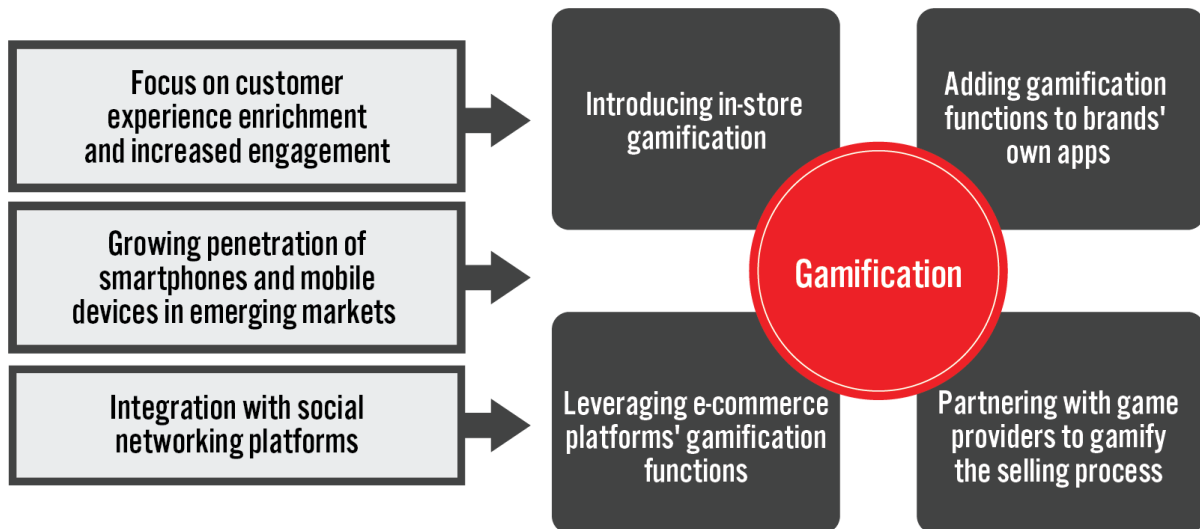 Focus on customer
experience enrichment
and increased engagement
Growing penetration of
smartphones and mobile
devices in emerging markets
Integration with social
networking platforms
Introducing in-store
gamification
Adding gamification
functions to brands'
own apps
Gamification
Leveraging e-commerce
platforms' gamification
functions
Partnering with game
providers to gamify
the selling process